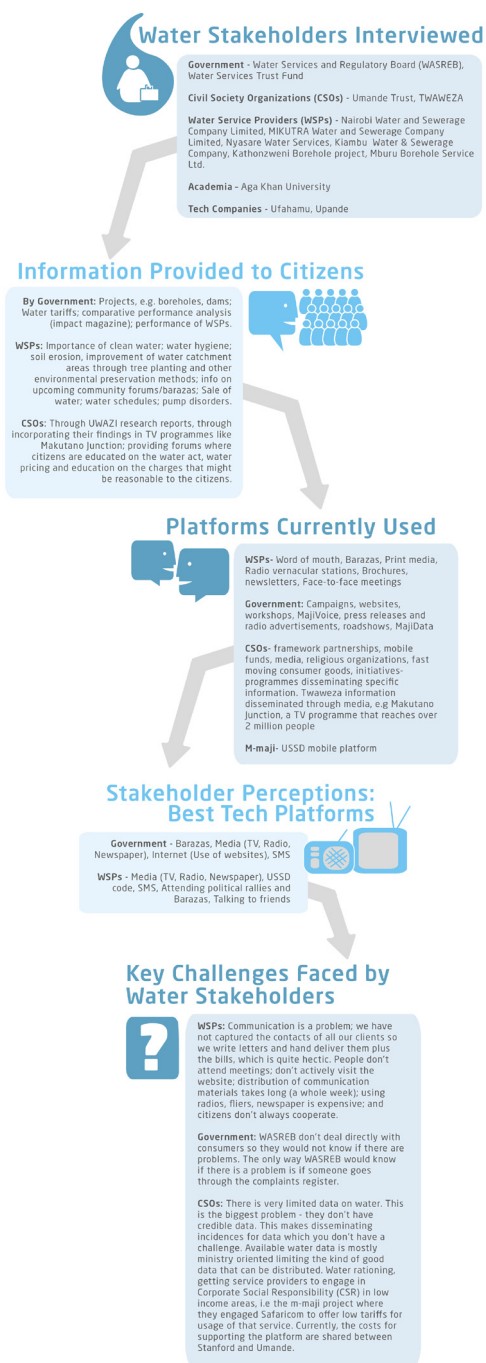 Water Stakeholders Interviewed
Government - Water Services and Regulatory Board (WASREB),
Water Services Trust Fund
Civil Society Organizations (CSOs) - Umande Trust, TWAWEZA
Water Service Providers (WSPs) - Nairobi Water and Sewerage
Company Limited, MIKUTRA Water and Sewerage Company
Limited, Nyasare Water Services, Kiambu Water & Sewerage
Company, Kathonzweni Borehole project, Mburu Borehole Service
Ltd.
Academia - Aga Khan University
Tech Companies - Ufahamu, Upande
Information Provided to Citizens
By Government: Projects, e.g. boreholes, dams;
Water tariffs; comparative performance analysis
(impact magazine); performance of WSPs.
WSPs: Importance of clean water; water hygiene;
soil erosion, improvement of water catchment
areas through tree planting and other
environmental preservation methods; info on
upcoming community forums/barazas; Sale of
water; water schedules; pump disorders.
CSOs: Through UWAZI research reports, through
incorporating their findings in TV programmes like
Makutano Junction; providing forums where
citizens are educated on the water act, water
pricing and education on the charges that might
be reasonable to the citizens.
Platforms Currently Used
WSPs- Word of mouth, Barazas, Print media,
Radio vernacular stations, Brochures,
newsletters, Face-to-face meetings
Government: Campaigns, websites,
workshops, MajiVoice, press releases and
radio advertisements, roadshows, MajiData
CSOs- framework partnerships, mobile
funds, media, religious organizations, fast
moving consumer goods, initiatives-
programmes disseminating specific
information. Twaweza information
disseminated through media, e.g Makutano
Junction, a TV programme that reaches over
2 million people
M-maji- USSD mobile platform
Stakeholder Perceptions:
Best Tech Platforms
Government - Barazas, Media (TV, Radio,
Newspaper), Internet (Use of websites), SMS
WSPs - Media (TV, Radio, Newspaper), USSD
code, SMS, Attending political rallies and
Barazas, Talking to friends
Key Challenges Faced by
Water Stakeholders
?
WSPs: Communication is a problem; we have
not captured the contacts of all our clients so
we write letters and hand deliver them plus
the bills, which is quite hectic. People don't
attend meetings; don't actively visit the
website; distribution of communication
materials takes long (a whole week); using
radios, fliers, newspaper is expensive; and
citizens don't always cooperate.
Government: WASREB don't deal directly with
consumers so they would not know if there are
problems. The only way WASREB would know
if there is a problem is if someone goes
through the complaints register.
CSOs: There is very limited data on water. This
is the biggest problem - they don't have
credible data. This makes disseminating
incidences for data which you don't have a
challenge. Available water data is mostly
ministry oriented limiting the kind of good
data that can be distributed. Water rationing,
getting service providers to engage in
Corporate Social Responsibility (CSR) in low
income areas, i.e the m-maji project where
they engaged Safaricom to offer low tariffs for
usage of that service. Currently, the costs for
supporting the platform are shared between
Stanford and Umande.